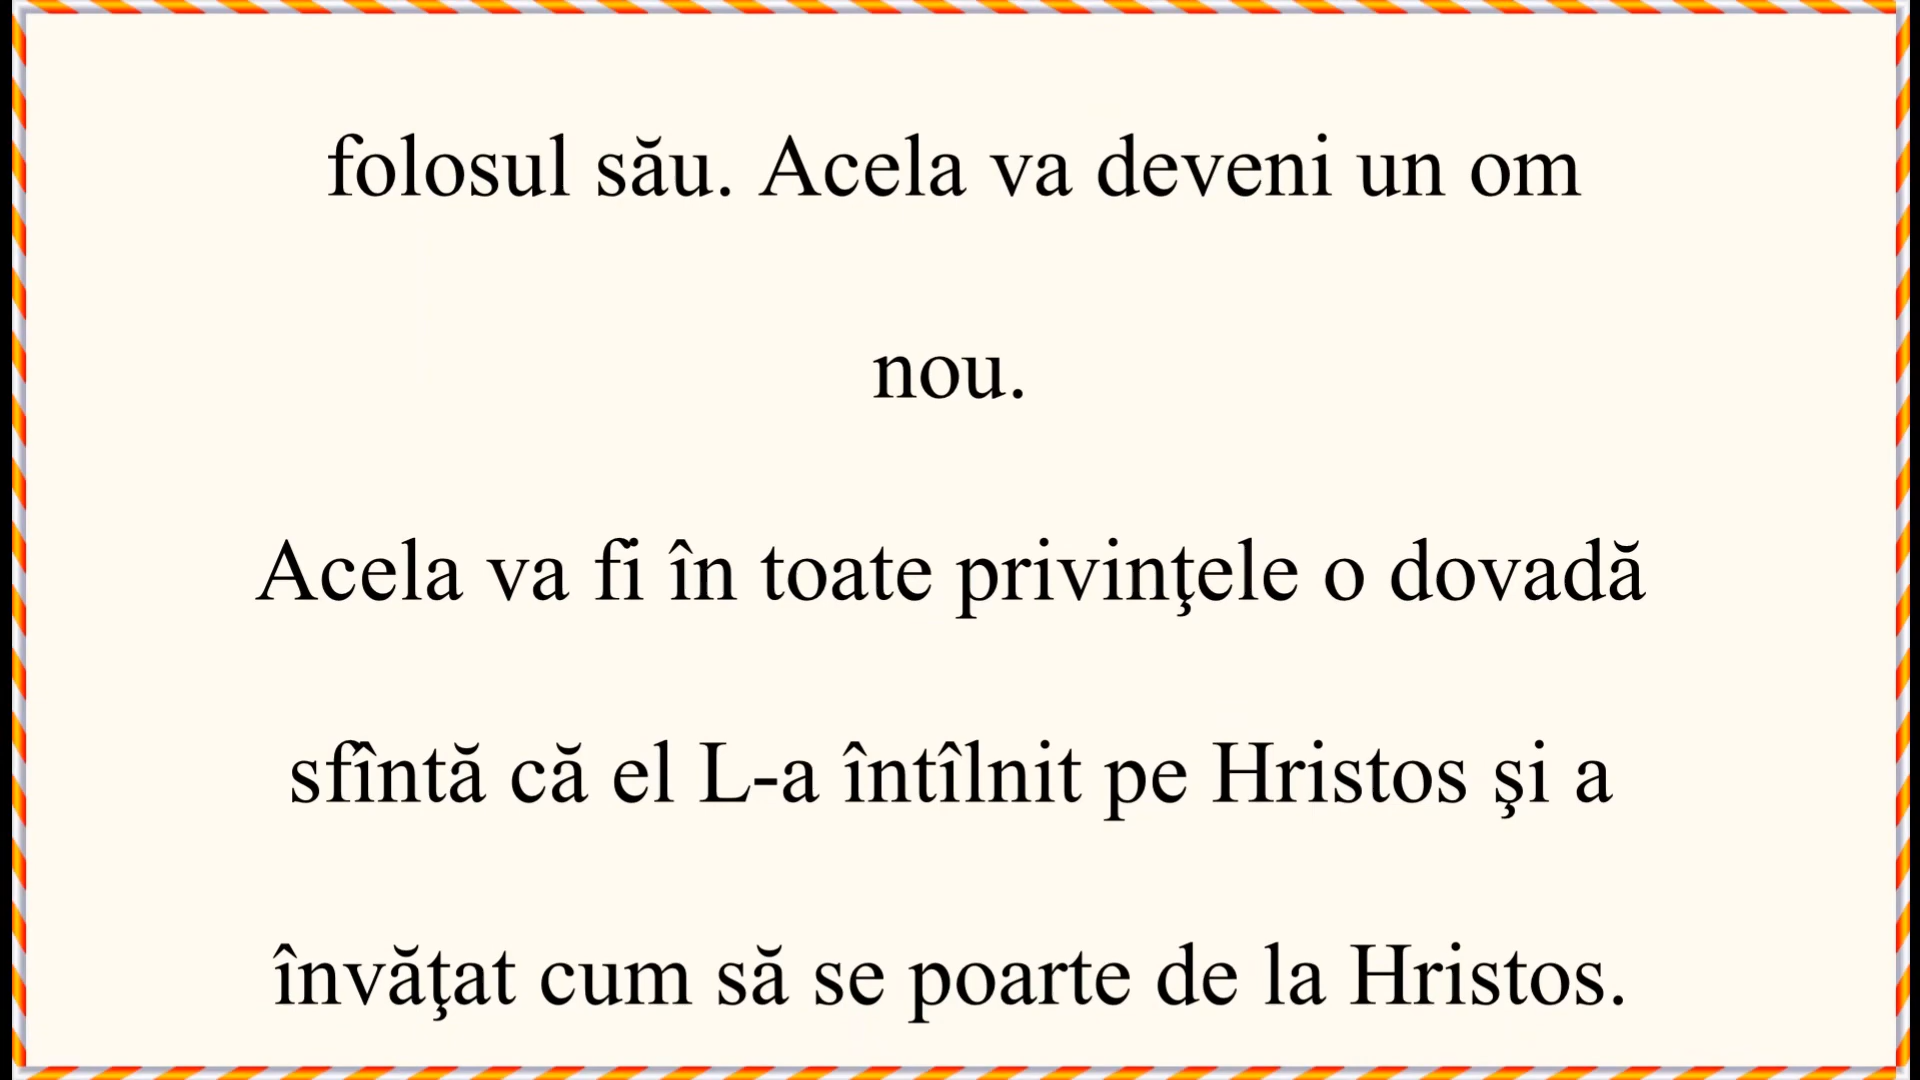 folosul său. Acela va deveni un om
nou.
Acela va fi în toate privinţele o dovadă
sfîntă că el L-a întîlnit pe Hristos şi a
învăţat cum să se poarte de la Hristos.